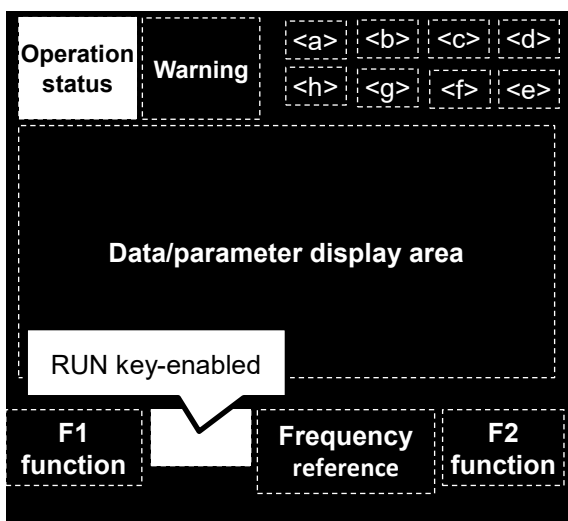 Operation
status
Warning
<a> <b> <c> <d>
<h> <g> <f> <e>
Data/parameter display area
RUN key-enabled
F1
function
Frequency
reference
F2
function